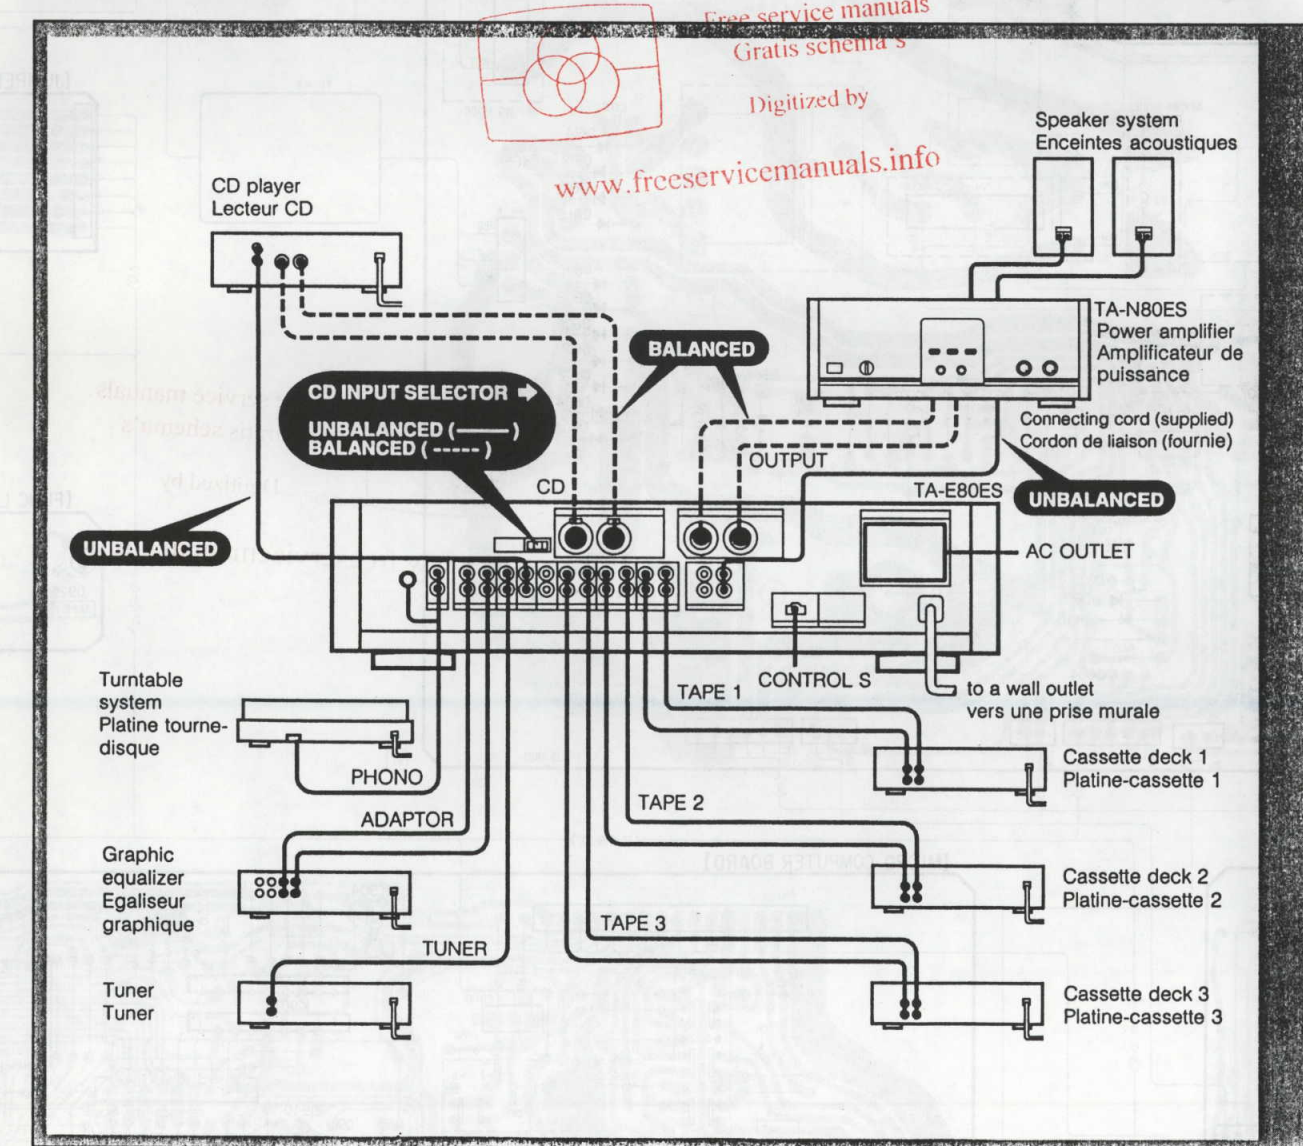 Free service manuals
Gratis schema's
Digitized by
www.freeservicemanuals.info
Speaker system
Enceintes acoustiques
CD player
Lecteur CD
TA-N80ES
Power amplifier
Amplificateur de
puissance
BALANCED
CD INPUT SELECTOR
UNBALANCED ( ——— )
BALANCED ( ----- )
Connecting cord (supplied)
Cordon de liaison (fournie)
OUTPUT
CD
TA-E80ES
UNBALANCED
UNBALANCED
AC OUTLET
CONTROL S
TAPE 1
to a wall outlet
vers une prise murale
Turntable
system
Platine tourne-
disque
PHONO
Cassette deck 1
Platine-cassette 1
TAPE 2
ADAPTOR
Graphic
equalizer
Egaliseur
graphique
Cassette deck 2
Platine-cassette 2
TAPE 3
TUNER
Tuner
Tuner
Cassette deck 3
Platine-cassette 3
[MICRO COMPUTER BOARD]